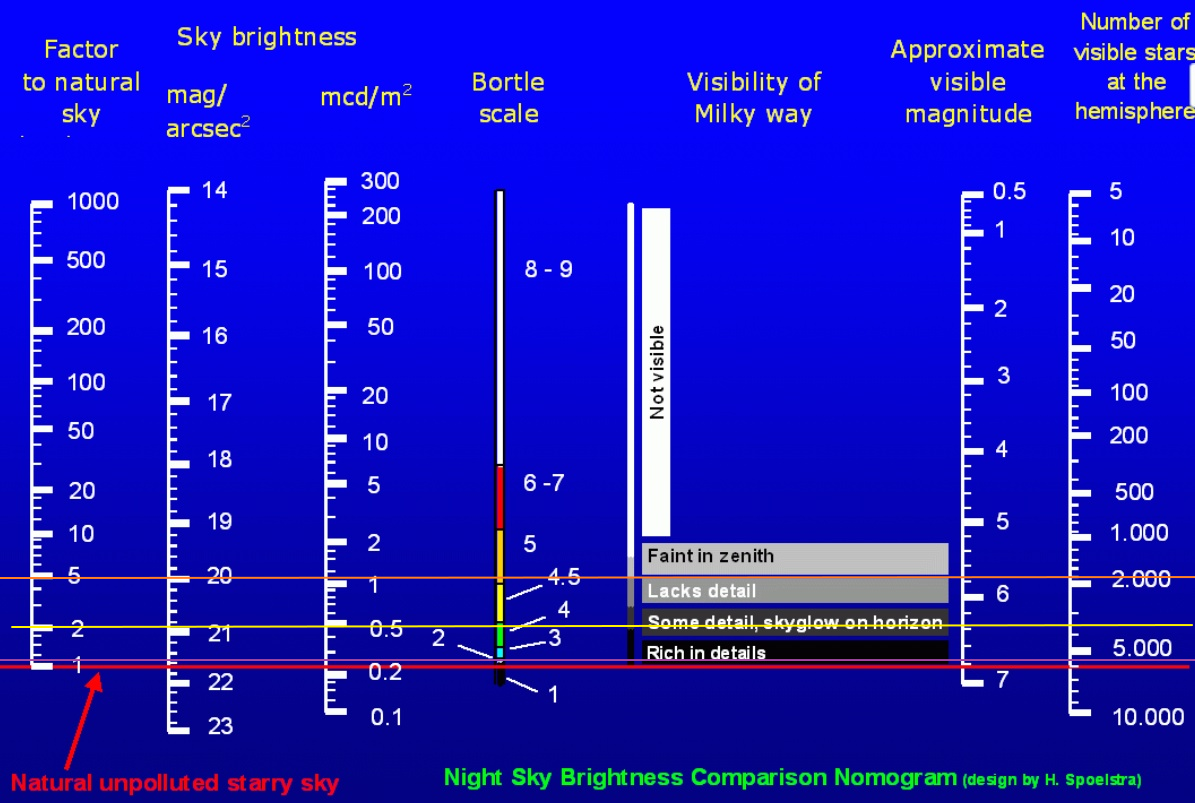 Factor
to natural
sky
Sky brightness
mag/
arcsec²
mcd/m²
Bortle
scale
Visibility of
Milky way
Approximate
visible
magnitude
Number of
visible stars
at the
hemisphere
1000
500
200
100
50
20
10
5
2
1
14
15
16
17
18
19
20
21
22
23
300
200
100
50
20
10
5
2
1
0.5
0.2
0.1
8 - 9
6 -7
5
4.5
4
3
2
1
Not visible
Faint in zenith
Lacks detail
Some detail, skyglow on horizon
Rich in details
0.5
1
2
3
4
5
6
7
5
10
20
50
100
200
500
1.000
2.000
5.000
10.000
Natural unpolluted starry sky
Night Sky Brightness Comparison Nomogram (design by H. Spoelstra)